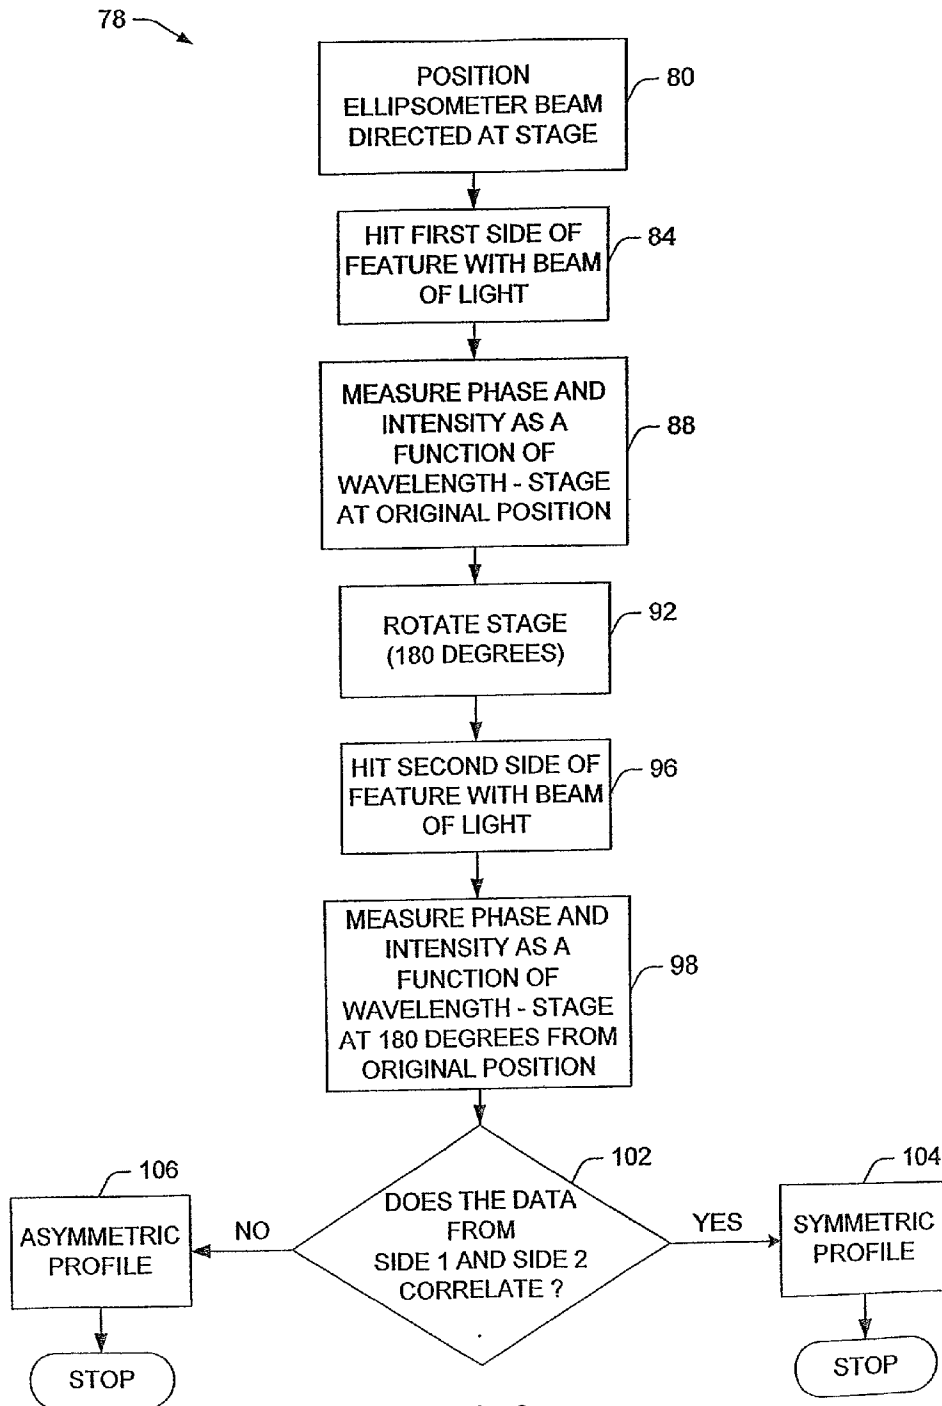 78
POSITION
ELLIPSOMETER BEAM
DIRECTED AT STAGE
80
HIT FIRST SIDE OF
FEATURE WITH BEAM
OF LIGHT
84
MEASURE PHASE AND
INTENSITY AS A
FUNCTION OF
WAVELENGTH - STAGE
AT ORIGINAL POSITION
88
ROTATE STAGE
(180 DEGREES)
92
HIT SECOND SIDE OF
FEATURE WITH BEAM
OF LIGHT
96
MEASURE PHASE AND
INTENSITY AS A
FUNCTION OF
WAVELENGTH - STAGE
AT 180 DEGREES FROM
ORIGINAL POSITION
98
DOES THE DATA
FROM
SIDE 1 AND SIDE 2
CORRELATE ?
102
NO
YES
106
ASYMMETRIC
PROFILE
STOP
104
SYMMETRIC
PROFILE
STOP